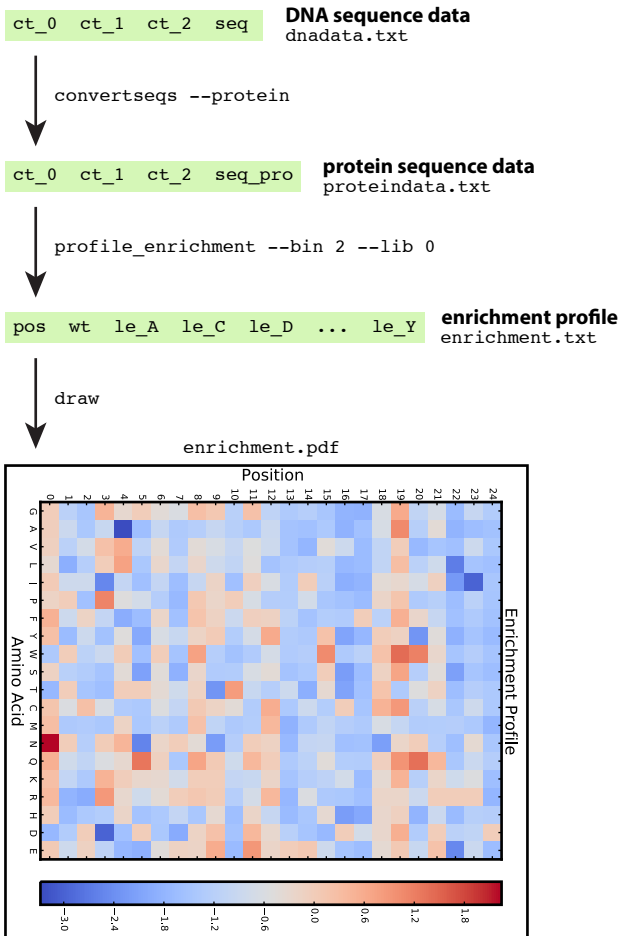 ct_0 ct_1 ct_2 seq
DNA sequence data
dnadata.txt
convertseqs --protein
ct_0 ct_1 ct_2 seq_pro
protein sequence data
proteindata.txt
profile_enrichment --bin 2 --lib 0
pos wt le_A le_C le_D ... le_Y
enrichment profile
enrichment.txt
draw
enrichment.pdf
Position
0 1 2 3 4 5 6 7 8 9 10 11 12 13 14 15 16 17 18 19 20 21 22 23 24
G
A
V
L
I
P
F
Y
W
S
T
C
M
N
Q
K
R
H
D
E
Amino Acid
Enrichment Profile
−3.0 −2.4 −1.8 −1.2 −0.6 0.0 0.6 1.2 1.8